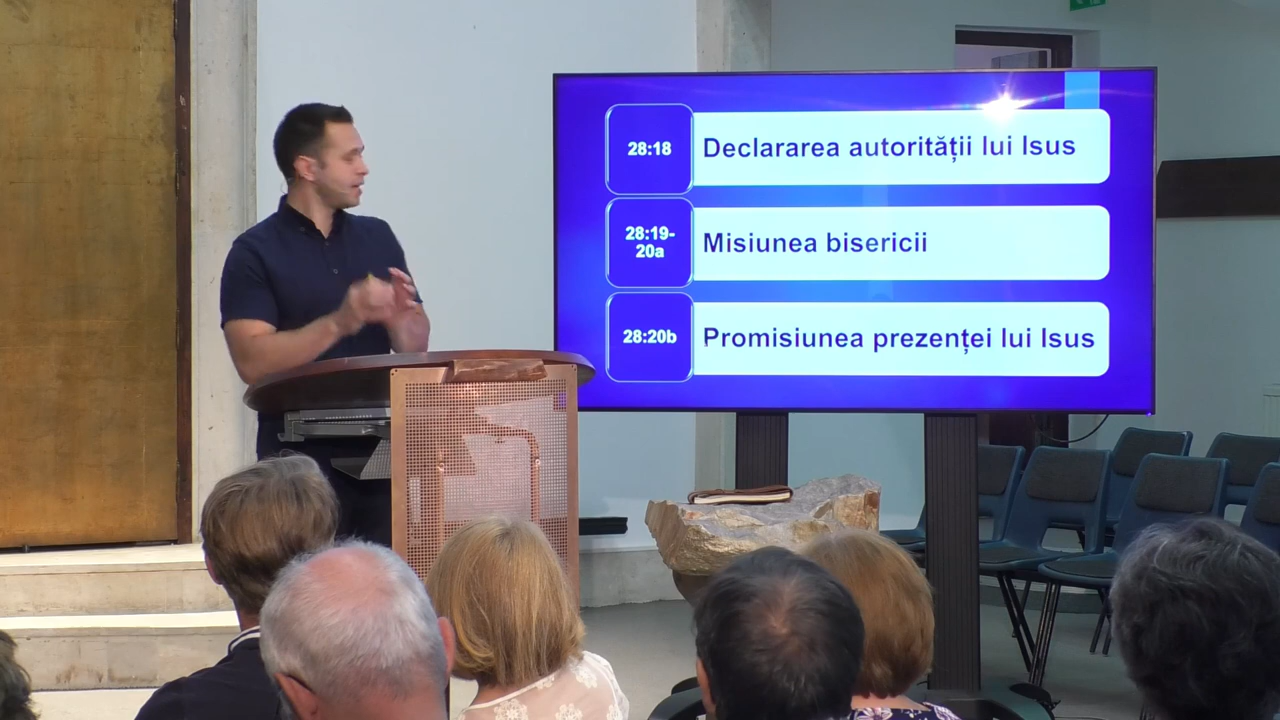 28:18
Declararea autorității lui Isus
28:19-
20a
Misiunea bisericii
28:20b
Promisiunea prezenței lui Isus